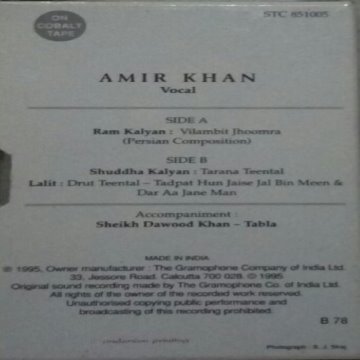 ON
COBALT
TAPE
STC 851005
AMIR KHAN
Vocal
SIDE A
Ram Kalyan : Vilambit Jhoomra
(Persian Composition)
SIDE B
Shuddha Kalyan : Tarana Teental
Lalit : Drut Teental – Tadpat Hun Jaise Jal Bin Meen &
Dar Aa Jane Man
Accompaniment :
Sheikh Dawood Khan – Tabla
MADE IN INDIA
℗ 1995, Owner manufacturer : The Gramophone Company of India Ltd.
33, Jessore Road. Calcutta 700 028. © 1995
Original sound recording made by The Gramophone Co. of India Ltd.
All rights of the owner of the recorded work reserved.
Unauthorised copying public performance and
broadcasting of this recording prohibited.
B 78
Photograph : S. J.